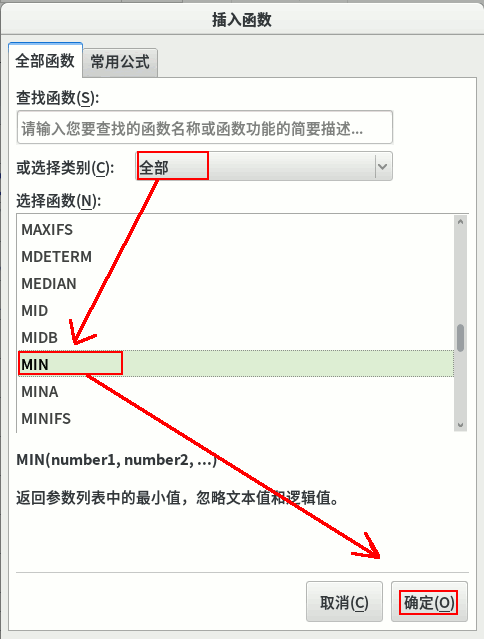 插入函数
全部函数 常用公式
查找函数(S):
请输入您要查找的函数名称或函数功能的简要描述...
或选择类别(C): 全部
选择函数(N):
MAXIFS
MDETERM
MEDIAN
MID
MIDB
MIN
MINA
MINIFS
MIN(number1, number2, ...)
返回参数列表中的最小值，忽略文本值和逻辑值。
取消(C) 确定(O)